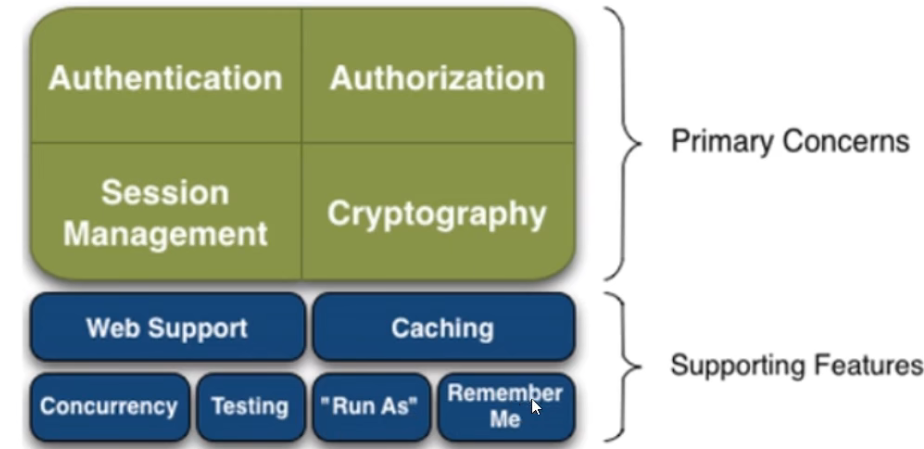 Authentication
Authorization
Primary Concerns
Session
Management
Cryptography
Web Support
Caching
Supporting Features
Concurrency
Testing
"Run As"
Remember
Me